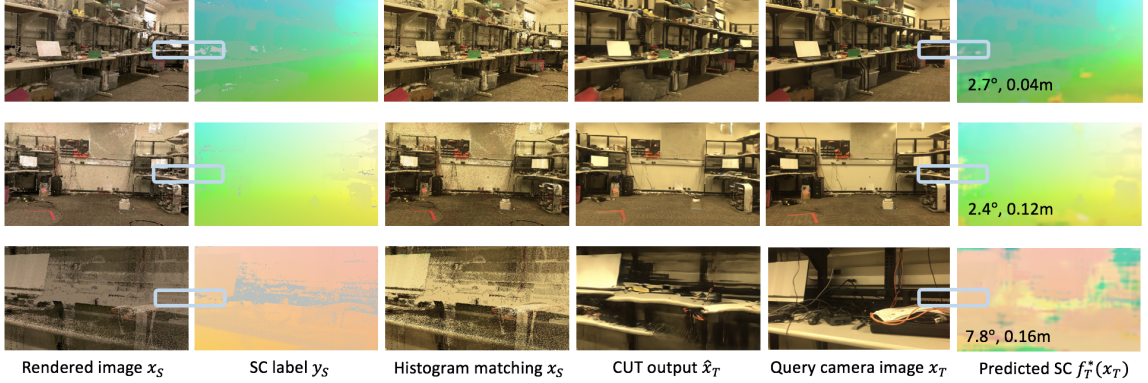 2.7°, 0.04m
2.4°, 0.12m
7.8°, 0.16m
Rendered image x_S SC label y_S Histogram matching x_S CUT output x̂_T Query camera image x_T Predicted SC f_T^*(x_T)